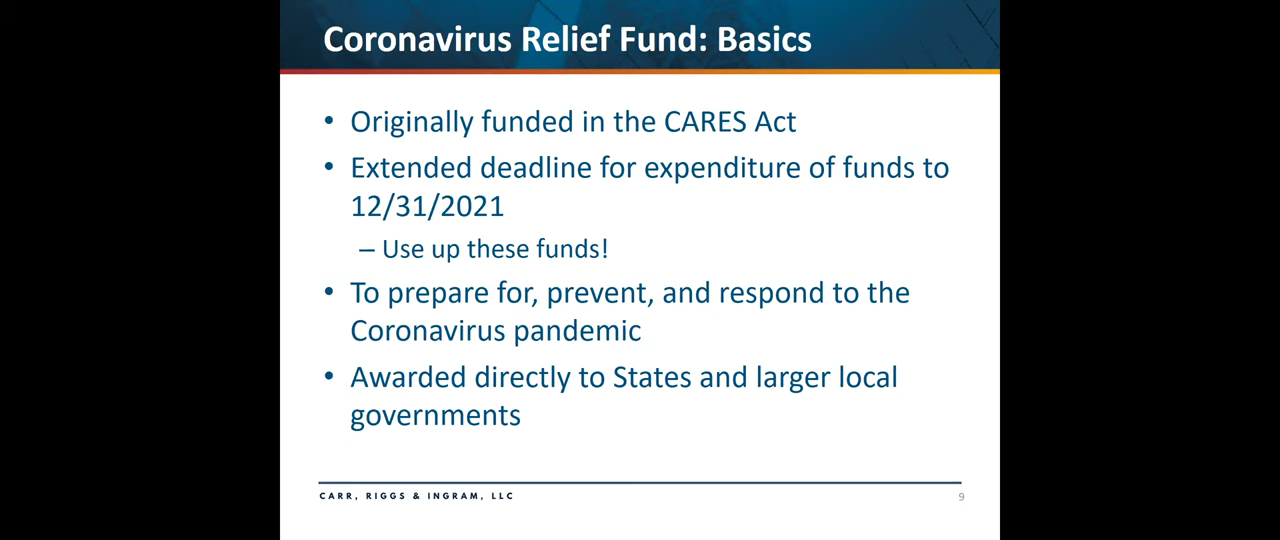 Coronavirus Relief Fund: Basics
• Originally funded in the CARES Act
• Extended deadline for expenditure of funds to
12/31/2021
– Use up these funds!
• To prepare for, prevent, and respond to the
Coronavirus pandemic
• Awarded directly to States and larger local
governments
CARR, RIGGS & INGRAM, LLC
9